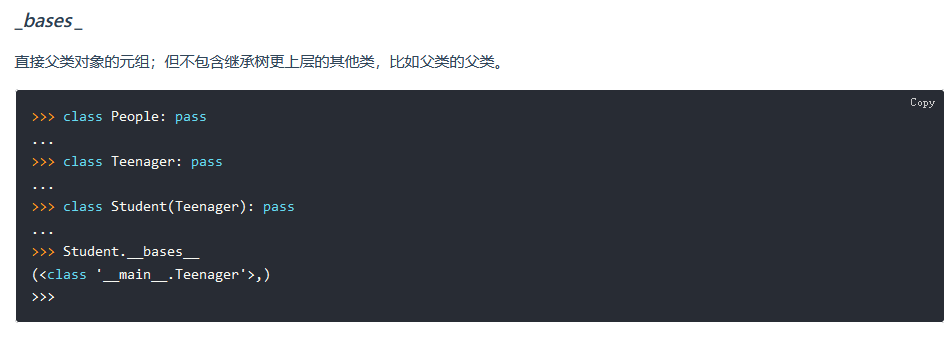 _bases_
直接父类对象的元组；但不包含继承树更上层的其他类，比如父类的父类。
Copy
>>> class People: pass
...
>>> class Teenager: pass
...
>>> class Student(Teenager): pass
...
>>> Student.__bases__
(<class '__main__.Teenager'>,)
>>>